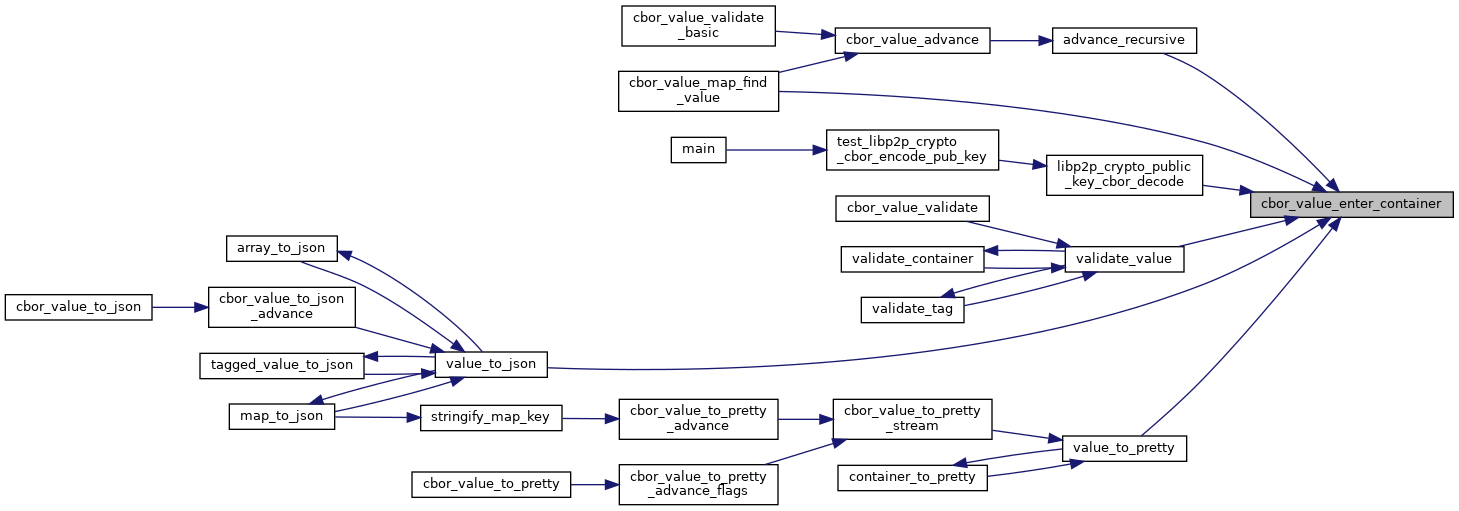 cbor_value_validate
_basic
cbor_value_advance
advance_recursive
cbor_value_map_find
_value
main
test_libp2p_crypto
_cbor_encode_pub_key
libp2p_crypto_public
_key_cbor_decode
cbor_value_enter_container
cbor_value_validate
validate_container
validate_value
validate_tag
array_to_json
cbor_value_to_json
cbor_value_to_json
_advance
tagged_value_to_json
value_to_json
map_to_json
stringify_map_key
cbor_value_to_pretty
_advance
cbor_value_to_pretty
_stream
value_to_pretty
cbor_value_to_pretty
cbor_value_to_pretty
_advance_flags
container_to_pretty